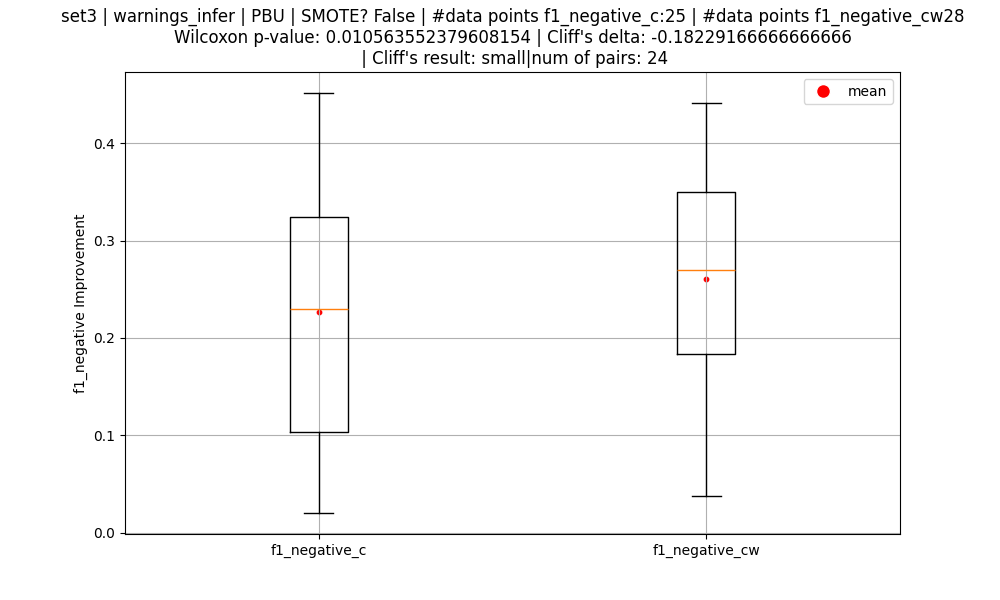 set3 | warnings_infer | PBU | SMOTE? False | #data points f1_negative_c:25 | #data points f1_negative_cw28
Wilcoxon p-value: 0.010563552379608154 | Cliff's delta: -0.18229166666666666
| Cliff's result: small|num of pairs: 24
mean
0.4
0.3
0.2
0.1
0.0
f1_negative Improvement
f1_negative_c
f1_negative_cw